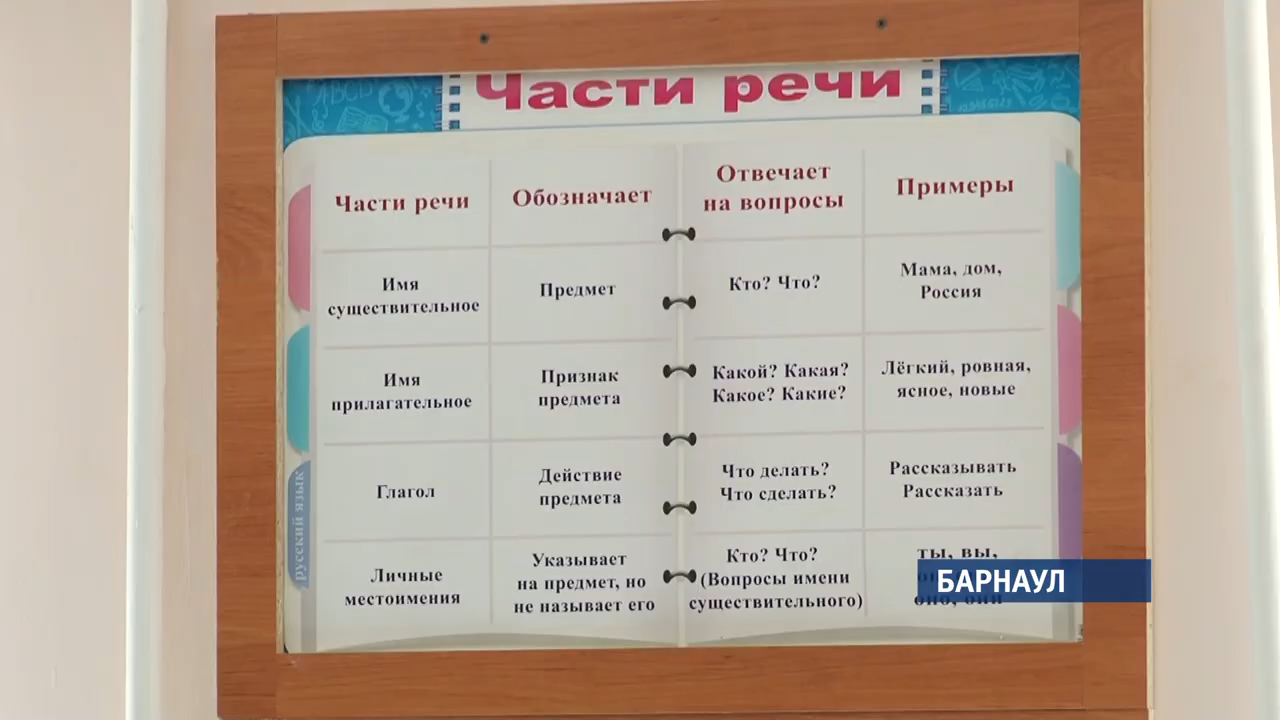 Части речи
Части речи
Обозначает
Отвечает
на вопросы
Примеры
Имя
существительное
Предмет
Кто? Что?
Мама, дом,
Россия
Имя
прилагательное
Признак
предмета
Какой? Какая?
Какое? Какие?
Лёгкий, ровная,
ясное, новые
Глагол
Действие
предмета
Что делать?
Что сделать?
Рассказывать
Рассказать
Личные
местоимения
Указывает
на предмет, но
не называет его
Кто? Что?
(Вопросы имени
существительного)
ты, вы,
оно, они
русский язык
БАРНАУЛ